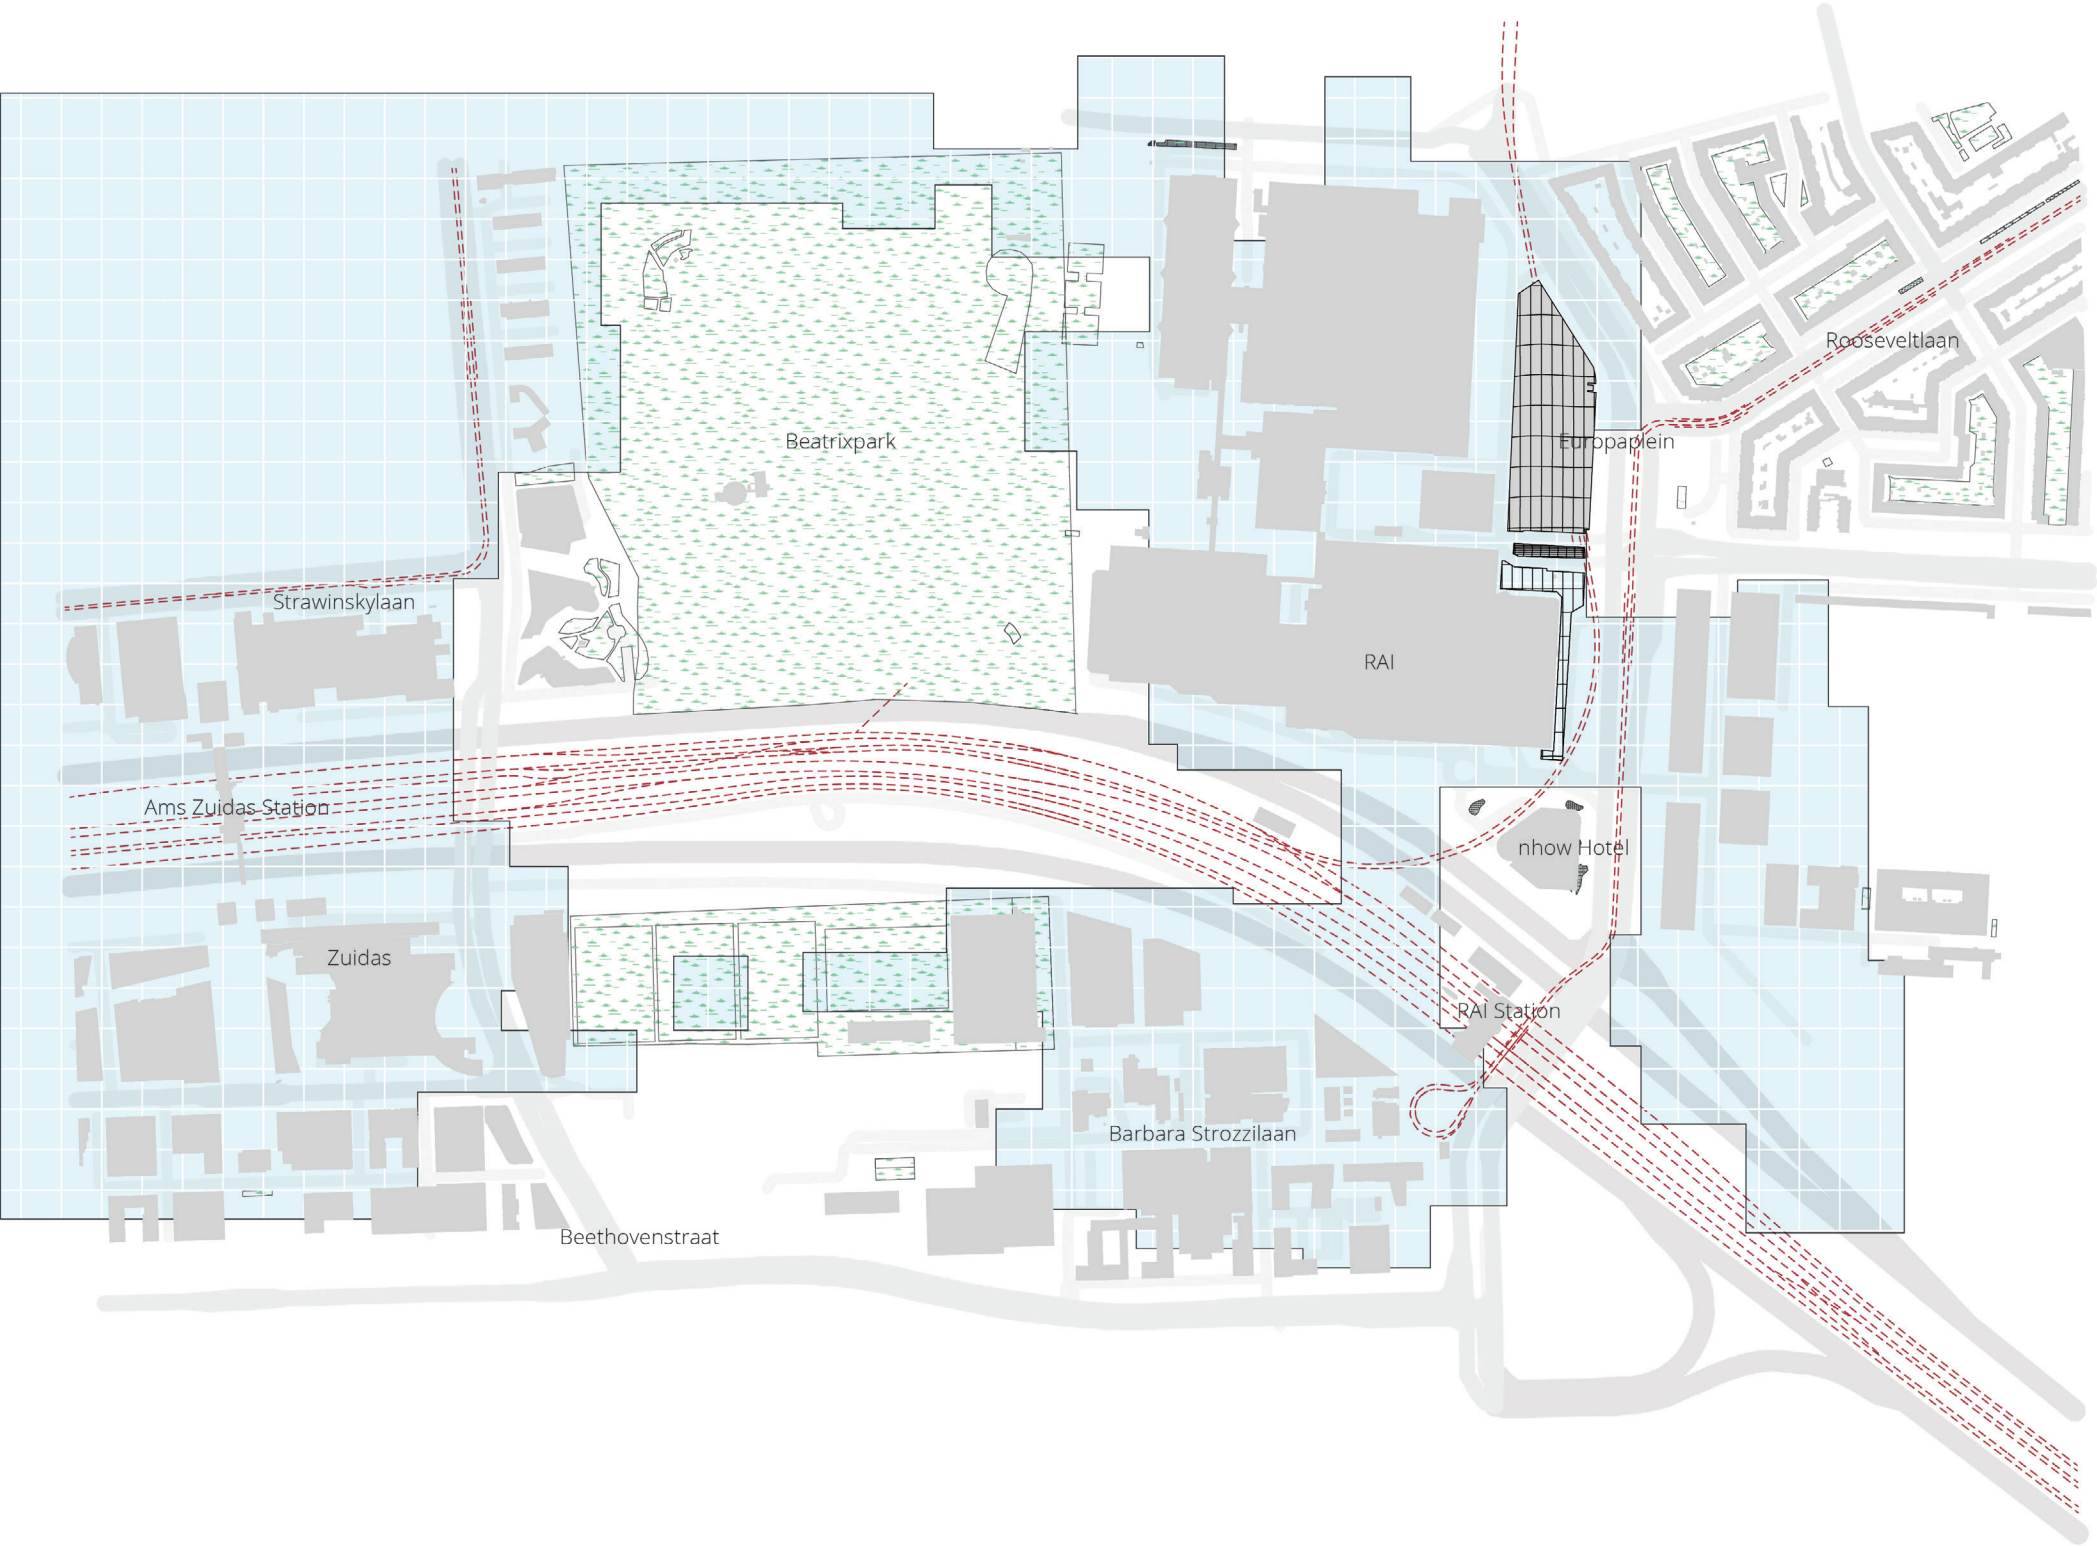 Rooseveltlaan
Beatrixpark
Europaplein
Strawinskylaan
RAI
Ams Zuidas Station
nhow Hotel
Zuidas
RAI Station
Barbara Strozzilaan
Beethovenstraat